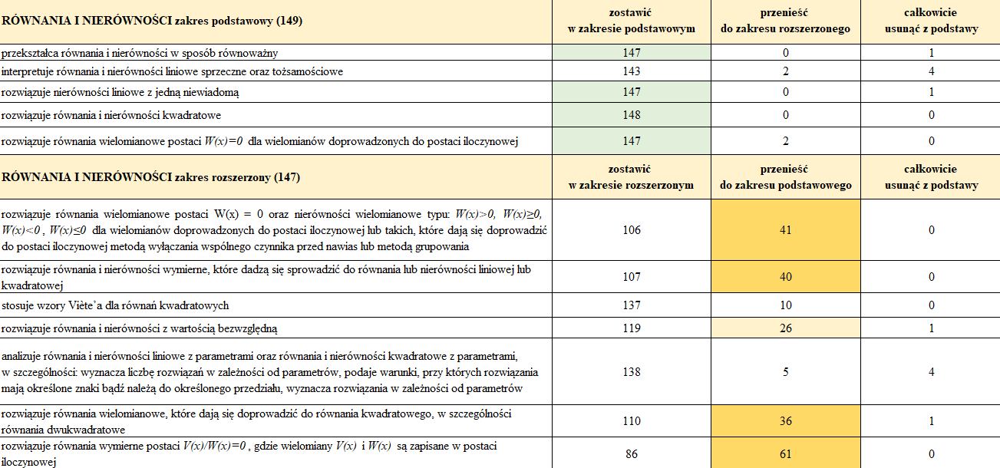 RÓWNANIA I NIERÓWNOŚCI zakres podstawowy (149)
zostawić
w zakresie podstawowym
przenieść
do zakresu rozszerzonego
całkowicie
usunąć z podstawy
przekształca równania i nierówności w sposób równoważny 147 0 1
interpretuje równania i nierówności liniowe sprzeczne oraz tożsamościowe 143 2 4
rozwiązuje nierówności liniowe z jedną niewiadomą 147 0 1
rozwiązuje równania i nierówności kwadratowe 148 0 0
rozwiązuje równania wielomianowe postaci W(x)=0 dla wielomianów doprowadzonych do postaci iloczynowej 147 2 0
RÓWNANIA I NIERÓWNOŚCI zakres rozszerzony (147)
zostawić
w zakresie rozszerzonym
przenieść
do zakresu podstawowego
całkowicie
usunąć z podstawy
rozwiązuje równania wielomianowe postaci W(x) = 0 oraz nierówności wielomianowe typu: W(x)>0, W(x)≥0,
W(x)<0 , W(x)≤0 dla wielomianów doprowadzonych do postaci iloczynowej lub takich, które dają się doprowadzić
do postaci iloczynowej metodą wyłączania wspólnego czynnika przed nawias lub metodą grupowania
106 41 0
rozwiązuje równania i nierówności wymierne, które dadzą się sprowadzić do równania lub nierówności liniowej lub
kwadratowej
107 40 0
stosuje wzory Viète’a dla równań kwadratowych 137 10 0
rozwiązuje równania i nierówności z wartością bezwzględną 119 26 1
analizuje równania i nierówności liniowe z parametrami oraz równania i nierówności kwadratowe z parametrami,
w szczególności: wyznacza liczbę rozwiązań w zależności od parametrów, podaje warunki, przy których rozwiązania
mają określone znaki bądź należą do określonego przedziału, wyznacza rozwiązania w zależności od parametrów
138 5 4
rozwiązuje równania wielomianowe, które dają się doprowadzić do równania kwadratowego, w szczególności
równania dwukwadratowe
110 36 1
rozwiązuje równania wymierne postaci V(x)/W(x)=0 , gdzie wielomiany V(x) i W(x) są zapisane w postaci
iloczynowej
86 61 0